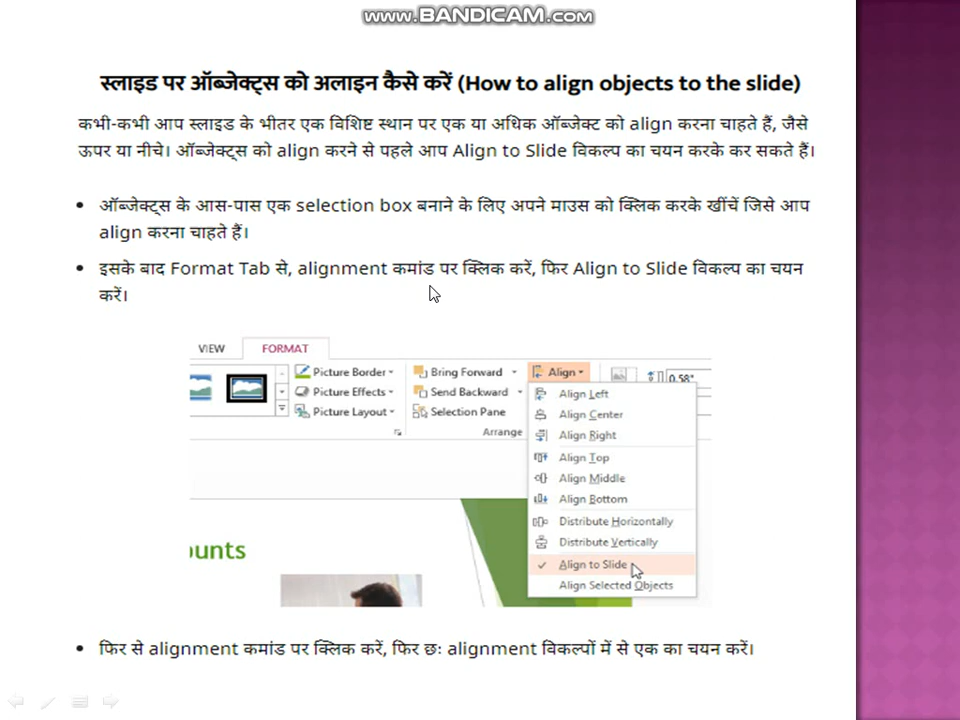 www.BANDICAM.com
स्लाइड पर ऑब्जेक्ट्स को अलाइन कैसे करें (How to align objects to the slide)
कभी-कभी आप स्लाइड के भीतर एक विशिष्ट स्थान पर एक या अधिक ऑब्जेक्ट को align करना चाहते हैं, जैसे
ऊपर या नीचे। ऑब्जेक्ट्स को align करने से पहले आप Align to Slide विकल्प का चयन करके कर सकते हैं।
• ऑब्जेक्ट्स के आस-पास एक selection box बनाने के लिए अपने माउस को क्लिक करके खींचें जिसे आप
align करना चाहते हैं।
• इसके बाद Format Tab से, alignment कमांड पर क्लिक करें, फिर Align to Slide विकल्प का चयन
करें।
VIEW FORMAT
Picture Border Bring Forward Align 0.58"
Picture Effects Send Backward
Picture Layout Selection Pane
Arrange
Align Left
Align Center
Align Right
Align Top
Align Middle
Align Bottom
Distribute Horizontally
Distribute Vertically
Align to Slide
Align Selected Objects
ounts
• फिर से alignment कमांड पर क्लिक करें, फिर छः alignment विकल्पों में से एक का चयन करें।